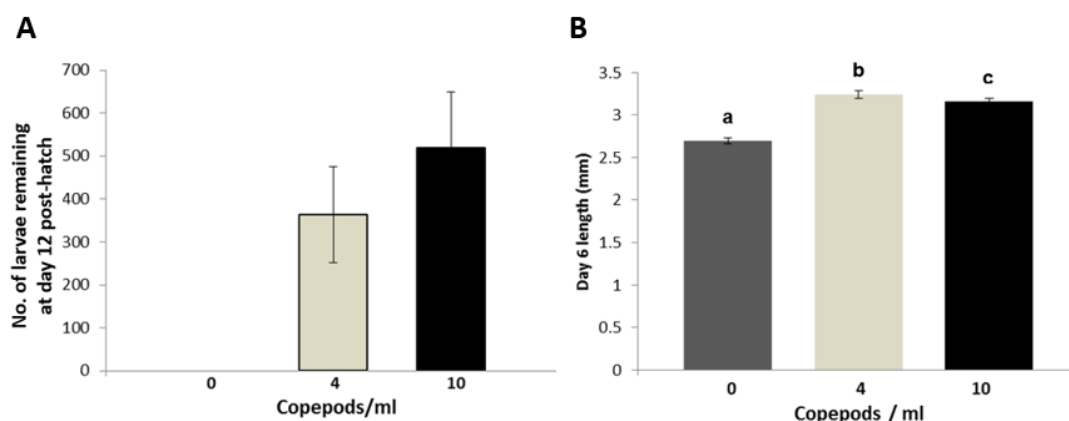 A
No. of larvae remaining
at day 12 post-hatch
700
600
500
400
300
200
100
0
0 4 10
Copepods/ml
B
Day 6 length (mm)
3.5
3
2.5
2
1.5
1
0.5
0
a b c
0 4 10
Copepods / ml